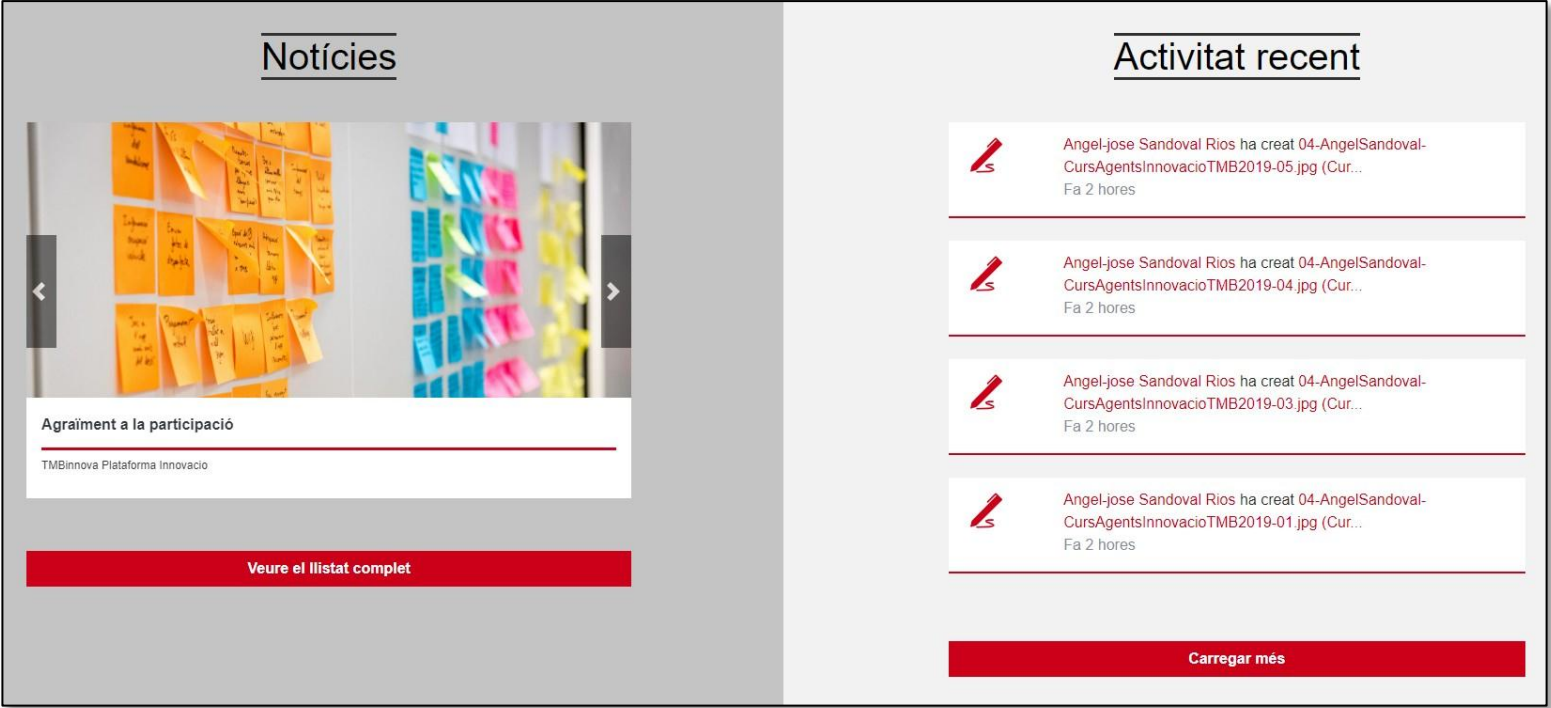 Notícies
Agraïment a la participació
TMBinnova Plataforma Innovacio
Veure el llistat complet
Activitat recent
Angel-jose Sandoval Rios ha creat 04-AngelSandoval-
CursAgentsInnovacioTMB2019-05.jpg (Cur...
Fa 2 hores
Angel-jose Sandoval Rios ha creat 04-AngelSandoval-
CursAgentsInnovacioTMB2019-04.jpg (Cur...
Fa 2 hores
Angel-jose Sandoval Rios ha creat 04-AngelSandoval-
CursAgentsInnovacioTMB2019-03.jpg (Cur...
Fa 2 hores
Angel-jose Sandoval Rios ha creat 04-AngelSandoval-
CursAgentsInnovacioTMB2019-01.jpg (Cur...
Fa 2 hores
Carregar més